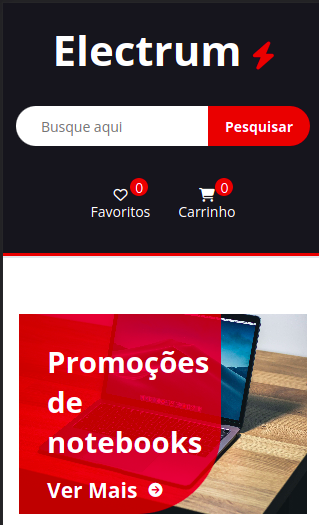 Electrum
Busque aqui
Pesquisar
0
0
Favoritos
Carrinho
Promoções
de
notebooks
Ver Mais